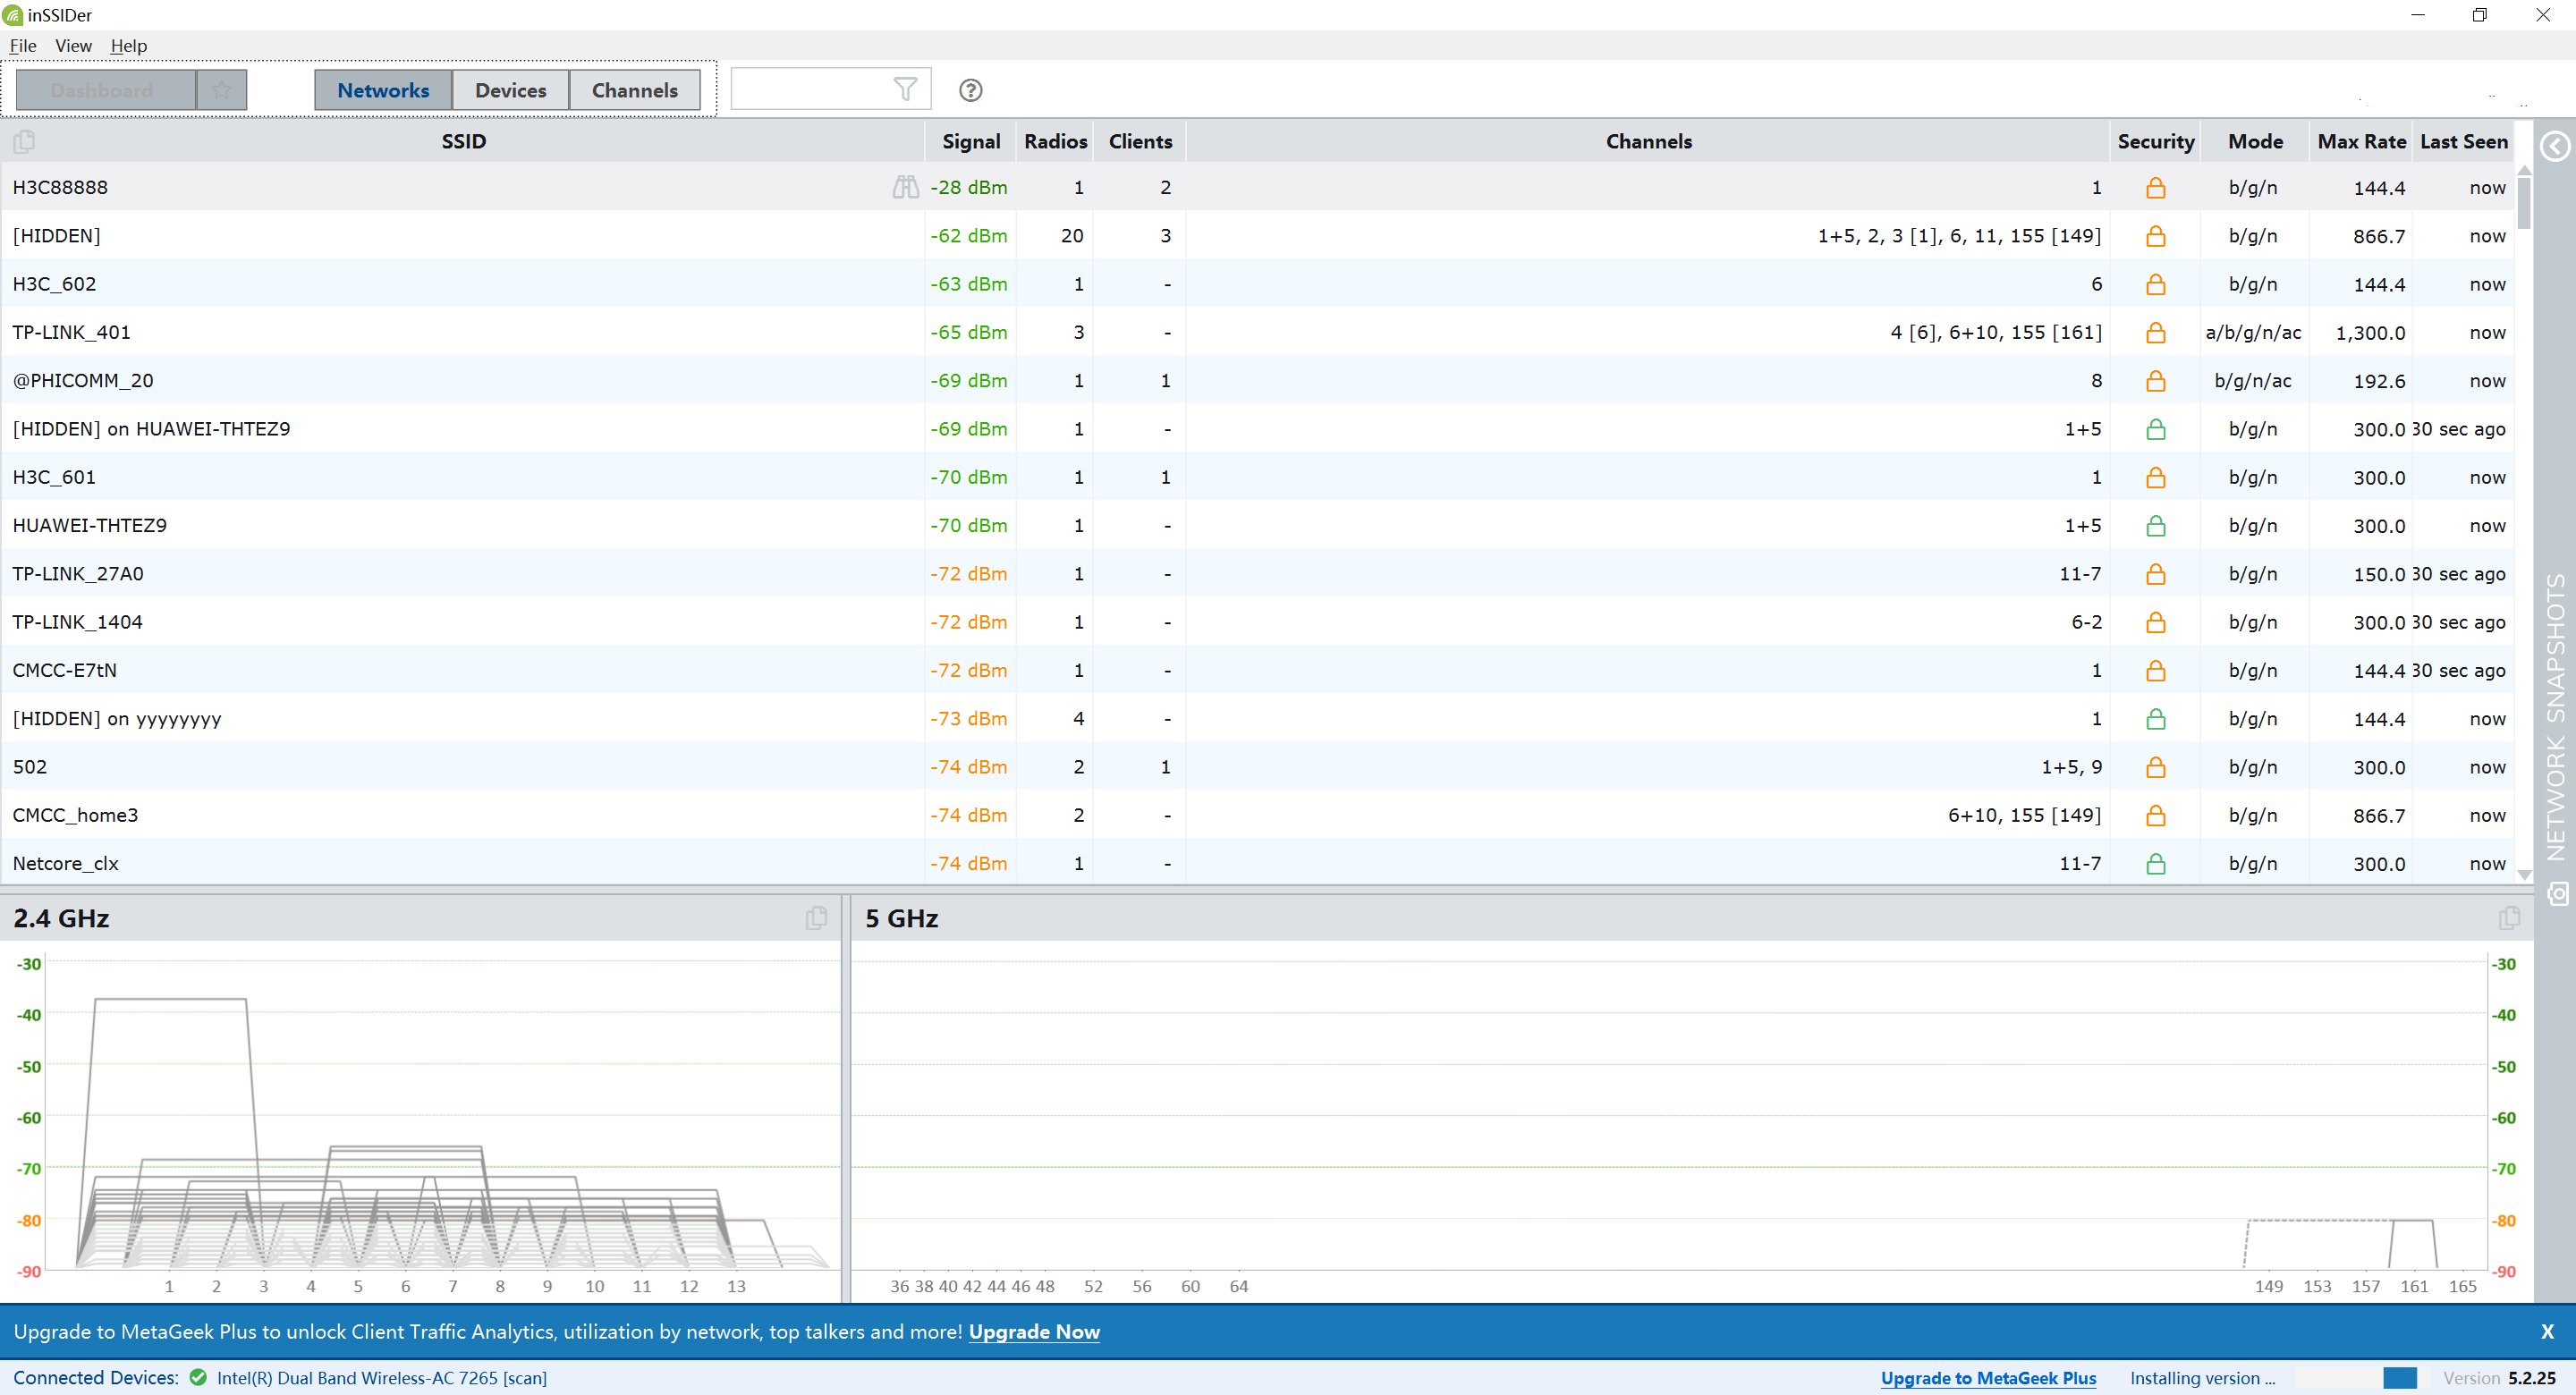 inSSIDer
File View Help
Dashboard Networks Devices Channels
SSID Signal Radios Clients Channels Security Mode Max Rate Last Seen
H3C88888 -28 dBm 1 2 1 b/g/n 144.4 now
[HIDDEN] -62 dBm 20 3 1+5, 2, 3 [1], 6, 11, 155 [149] b/g/n 866.7 now
H3C_602 -63 dBm 1 - 6 b/g/n 144.4 now
TP-LINK_401 -65 dBm 3 - 4 [6], 6+10, 155 [161] a/b/g/n/ac 1,300.0 now
@PHICOMM_20 -69 dBm 1 1 8 b/g/n/ac 192.6 now
[HIDDEN] on HUAWEI-THTEZ9 -69 dBm 1 - 1+5 b/g/n 300.0 30 sec ago
H3C_601 -70 dBm 1 1 1 b/g/n 300.0 now
HUAWEI-THTEZ9 -70 dBm 1 - 1+5 b/g/n 300.0 now
TP-LINK_27A0 -72 dBm 1 - 11-7 b/g/n 150.0 30 sec ago
TP-LINK_1404 -72 dBm 1 - 6-2 b/g/n 300.0 30 sec ago
CMCC-E7tN -72 dBm 1 - 1 b/g/n 144.4 30 sec ago
[HIDDEN] on yyyyyyyy -73 dBm 4 - 1 b/g/n 144.4 now
502 -74 dBm 2 1 1+5, 9 b/g/n 300.0 now
CMCC_home3 -74 dBm 2 - 6+10, 155 [149] b/g/n 866.7 now
Netcore_clx -74 dBm 1 - 11-7 b/g/n 300.0 now
NETWORK SNAPSHOTS
2.4 GHz 5 GHz
-30 -30
-40 -40
-50 -50
-60 -60
-70 -70
-80 -80
-90 -90
1 2 3 4 5 6 7 8 9 10 11 12 13 36 38 40 42 44 46 48 52 56 60 64 149 153 157 161 165
Upgrade to MetaGeek Plus to unlock Client Traffic Analytics, utilization by network, top talkers and more! Upgrade Now X
Connected Devices: Intel(R) Dual Band Wireless-AC 7265 [scan] Upgrade to MetaGeek Plus Installing version ... Version 5.2.25